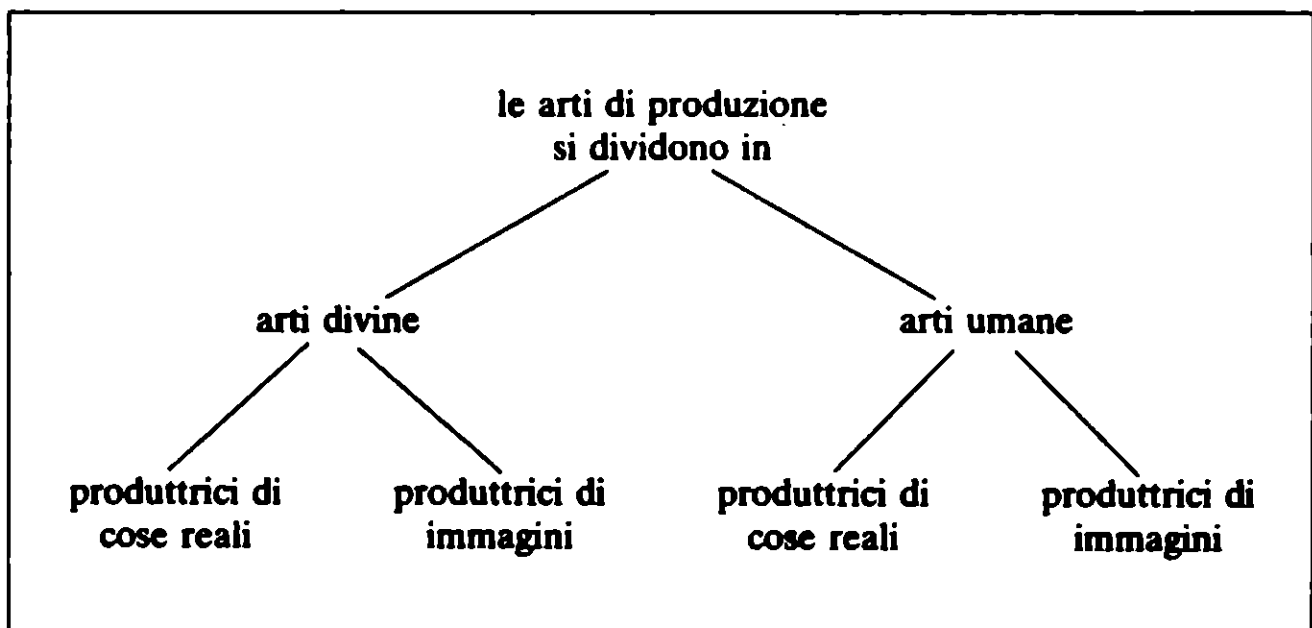 le arti di produzione
si dividono in
arti divine
arti umane
produttrici di
cose reali
produttrici di
immagini
produttrici di
cose reali
produttrici di
immagini